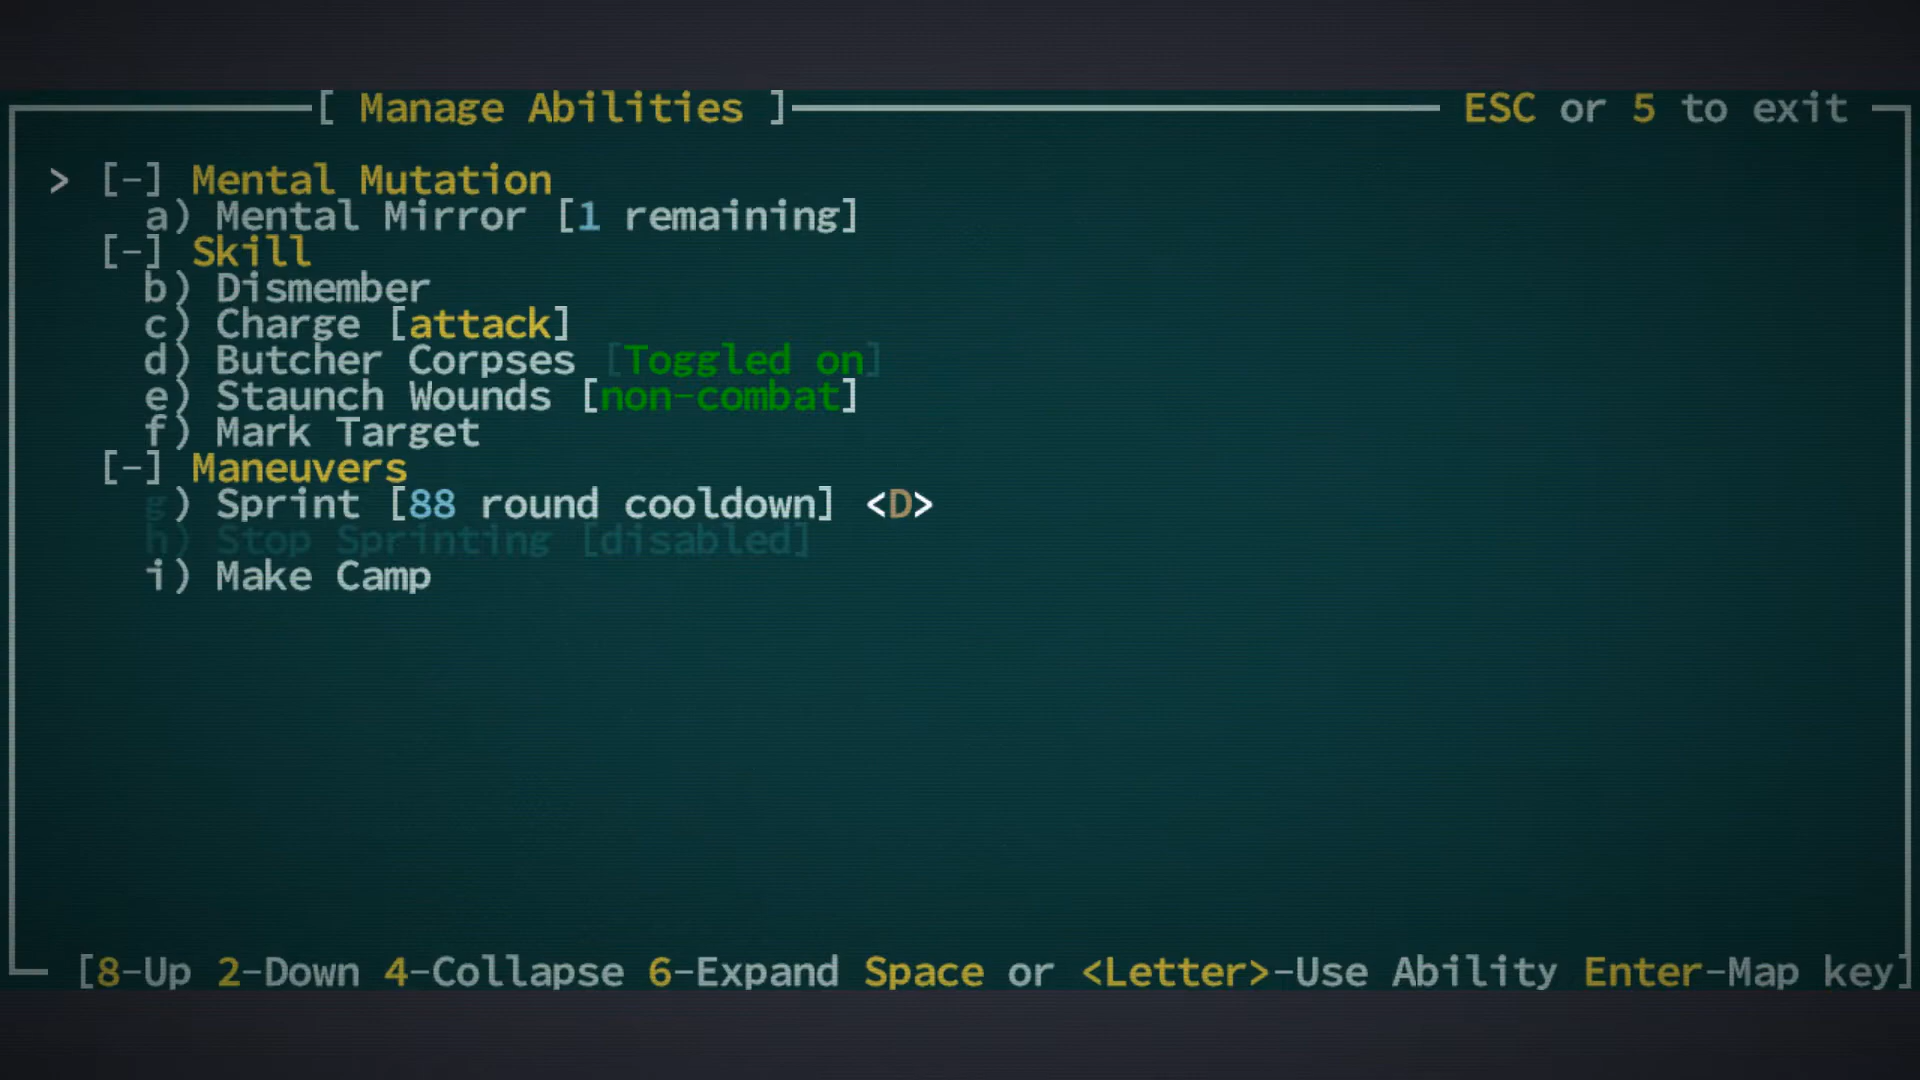 [ Manage Abilities ] ESC or 5 to exit
> [-] Mental Mutation
a) Mental Mirror [1 remaining]
[-] Skill
b) Dismember
c) Charge [attack]
d) Butcher Corpses [Toggled on]
e) Staunch Wounds [non-combat]
f) Mark Target
[-] Maneuvers
g) Sprint [88 round cooldown] <D>
h) Stop Sprinting [disabled]
i) Make Camp
[8-Up 2-Down 4-Collapse 6-Expand Space or <Letter>-Use Ability Enter-Map key]